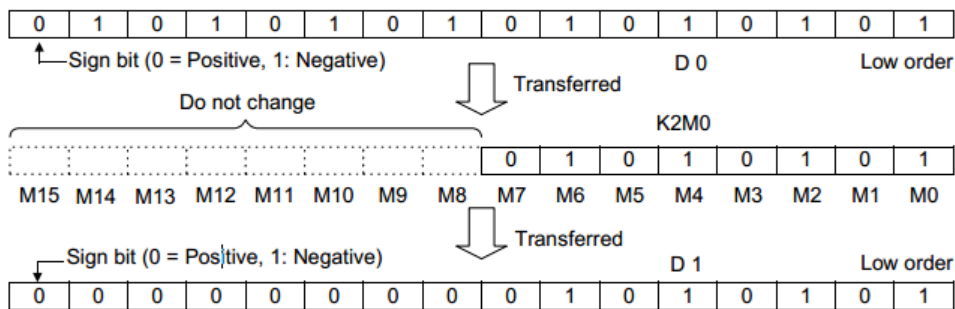 0 1 0 1 0 1 0 1 0 1 0 1 0 1 0 1
Sign bit (0 = Positive, 1: Negative) D 0 Low order
Transferred
Do not change
K2M0
0 1 0 1 0 1 0 1
M15 M14 M13 M12 M11 M10 M9 M8 M7 M6 M5 M4 M3 M2 M1 M0
Transferred
Sign bit (0 = Positive, 1: Negative) D 1 Low order
0 0 0 0 0 0 0 0 0 1 0 1 0 1 0 1